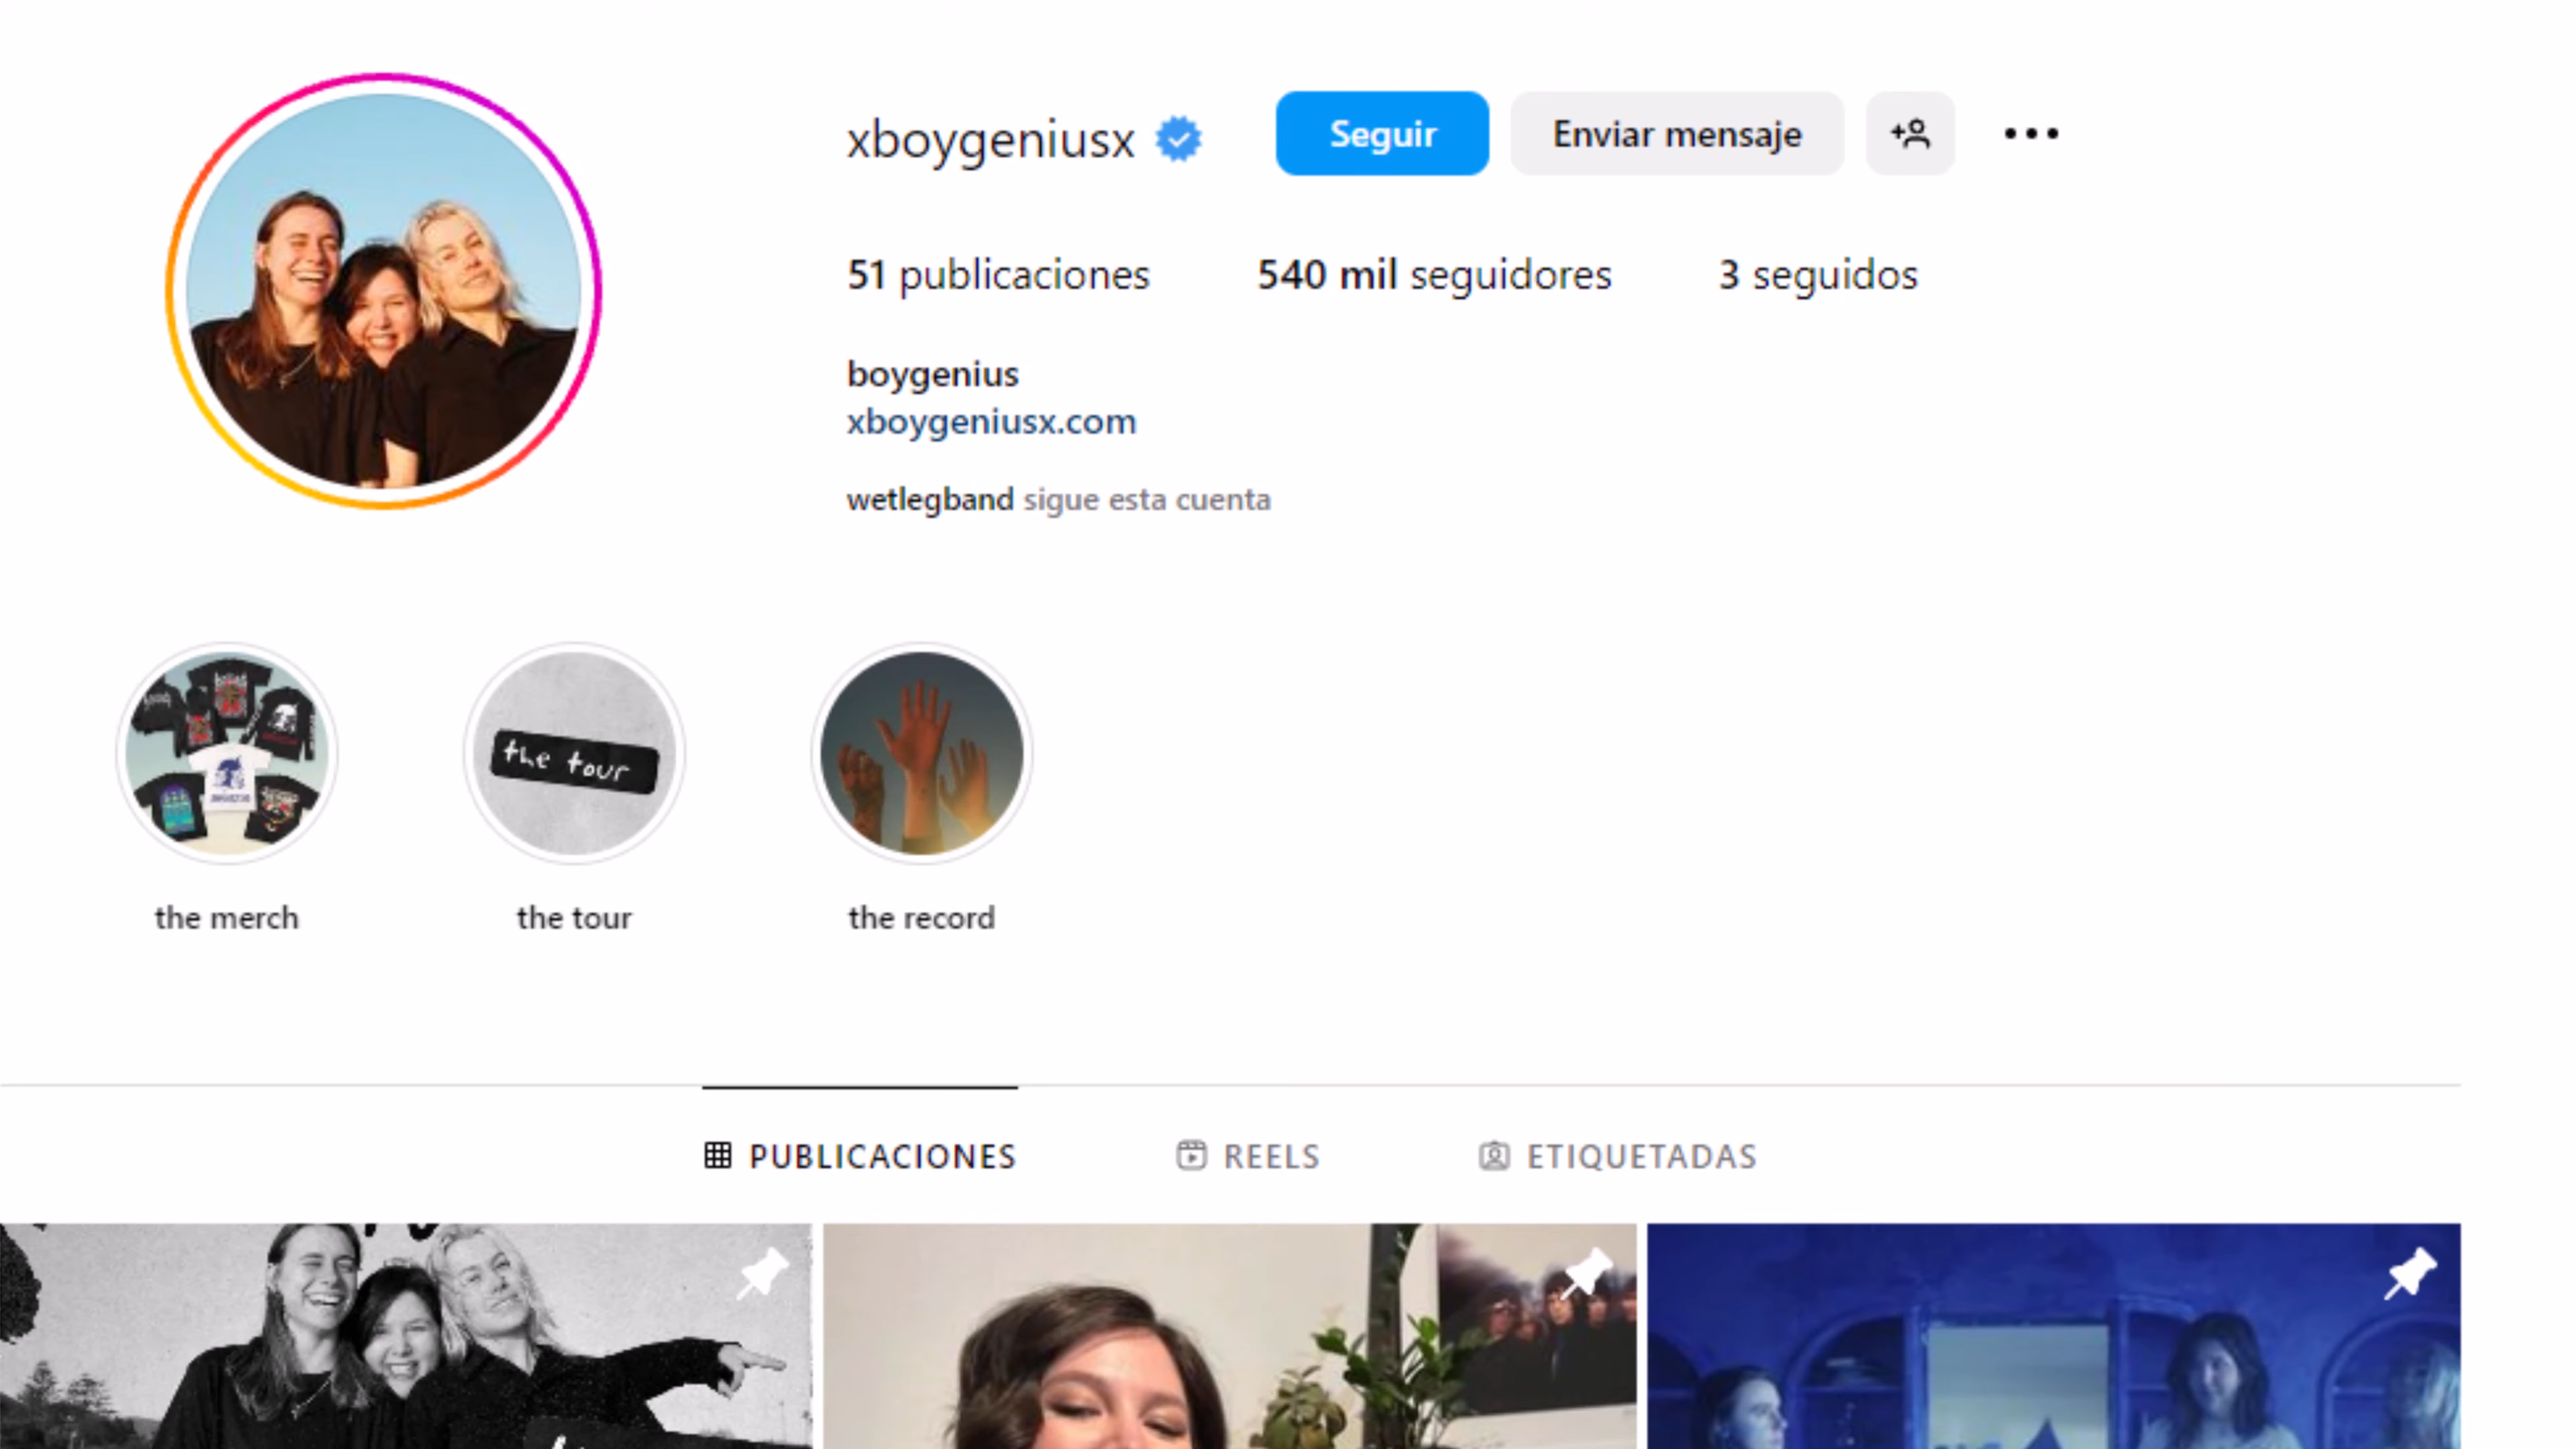 xboygeniusx Seguir Enviar mensaje
51 publicaciones 540 mil seguidores 3 seguidos
boygenius
xboygeniusx.com
wetlegband sigue esta cuenta
the tour
the merch the tour the record
PUBLICACIONES REELS ETIQUETADAS